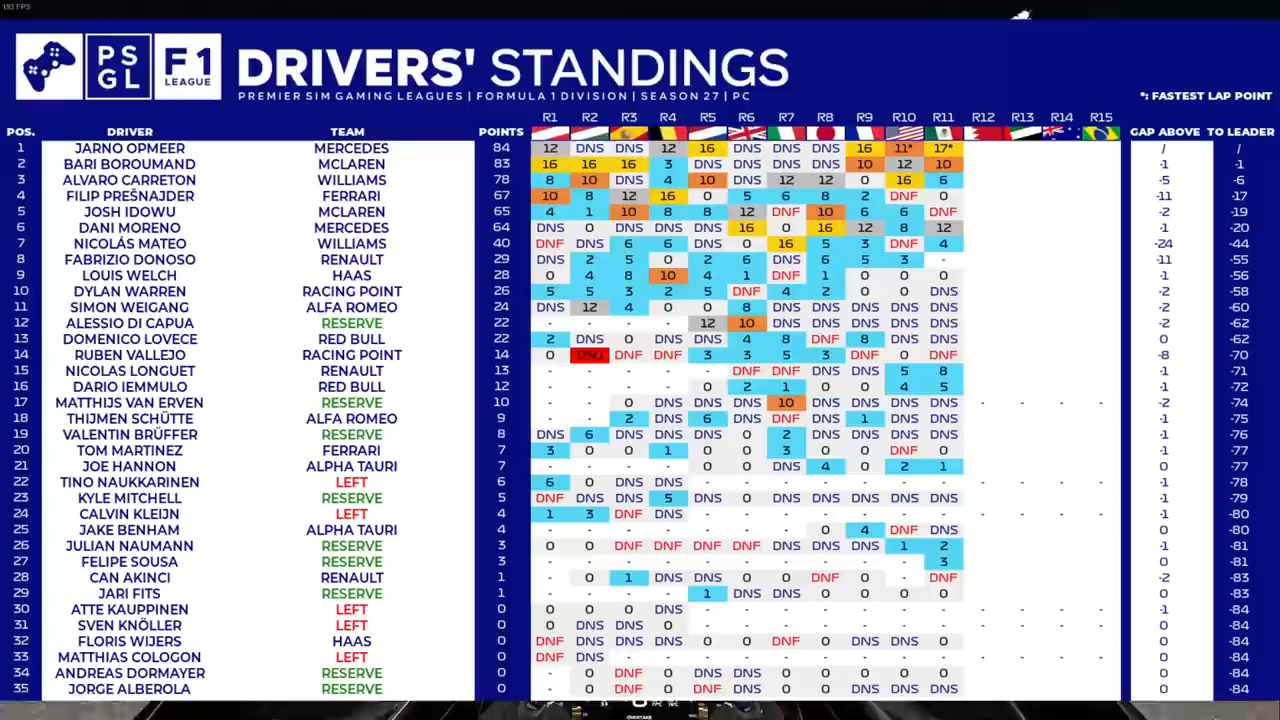 193 FPS
PS GL F1 LEAGUE DRIVERS' STANDINGS
PREMIER SIM GAMING LEAGUES | FORMULA 1 DIVISION | SEASON 27 | PC
*: FASTEST LAP POINT
R1 R2 R3 R4 R5 R6 R7 R8 R9 R10 R11 R12 R13 R14 R15
POS. DRIVER TEAM POINTS GAP ABOVE TO LEADER
1 JARNO OPMEER MERCEDES 84 12 DNS DNS 12 16 DNS DNS DNS 16 11* 17* / /
2 BARI BOROUMAND MCLAREN 83 16 16 16 3 DNS DNS DNS DNS 10 12 10 -1 -1
3 ALVARO CARRETON WILLIAMS 78 8 10 DNS 4 10 DNS 12 12 0 16 6 -5 -6
4 FILIP PREŠNAJDER FERRARI 67 10 8 12 16 0 5 6 8 2 DNF 0 -11 -17
5 JOSH IDOWU MCLAREN 65 4 1 10 8 8 12 DNF 10 6 6 DNF -2 -19
6 DANI MORENO MERCEDES 64 DNS 0 DNS DNS DNS 16 0 16 12 8 12 -1 -20
7 NICOLÁS MATEO WILLIAMS 40 DNF DNS 6 6 DNS 0 16 5 3 DNF 4 -24 -44
8 FABRIZIO DONOSO RENAULT 29 DNS 2 5 0 2 6 DNS 6 5 3 - -11 -55
9 LOUIS WELCH HAAS 28 0 4 8 10 4 1 DNF 1 0 0 0 -1 -56
10 DYLAN WARREN RACING POINT 26 5 5 3 2 5 DNF 4 2 0 0 DNS -2 -58
11 SIMON WEIGANG ALFA ROMEO 24 DNS 12 4 0 0 8 DNS DNS DNS DNS DNS -2 -60
12 ALESSIO DI CAPUA RESERVE 22 - - - - 12 10 DNS DNS DNS DNS DNS -2 -62
13 DOMENICO LOVECE RED BULL 22 2 DNS 0 DNS DNS 4 8 DNF 8 DNS DNS 0 -62
14 RUBEN VALLEJO RACING POINT 14 0 DSQ DNF DNF 3 3 5 3 DNF 0 DNF -8 -70
15 NICOLAS LONGUET RENAULT 13 - - - - - DNF DNF DNS DNS 5 8 -1 -71
16 DARIO IEMMULO RED BULL 12 - - - - 0 2 1 0 0 4 5 -1 -72
17 MATTHIJS VAN ERVEN RESERVE 10 - - 0 DNS DNS DNS 10 DNS DNS DNS DNS - - - - -2 -74
18 THIJMEN SCHÜTTE ALFA ROMEO 9 - - 2 DNS 6 DNS DNF DNS 1 DNS DNS -1 -75
19 VALENTIN BRÜFFER RESERVE 8 DNS 6 DNS DNS DNS 0 2 DNS DNS DNS DNS -1 -76
20 TOM MARTINEZ FERRARI 7 3 0 0 1 0 0 3 0 0 DNF 0 -1 -77
21 JOE HANNON ALPHA TAURI 7 - - - - 0 0 DNS 4 0 2 1 0 -77
22 TINO NAUKKARINEN LEFT 6 6 0 DNS DNS - - - - - - - - - - - -1 -78
23 KYLE MITCHELL RESERVE 5 DNF DNS DNS 5 DNS 0 DNS DNS DNS DNS DNS -1 -79
24 CALVIN KLEIJN LEFT 4 1 3 DNF DNS - - - - - - - - - - - -1 -80
25 JAKE BENHAM ALPHA TAURI 4 - - - - - - - 0 4 DNF DNS 0 -80
26 JULIAN NAUMANN RESERVE 3 0 0 DNF DNF DNF DNF DNS DNS DNS 1 2 -1 -81
27 FELIPE SOUSA RESERVE 3 - - - - - - - - - - 3 0 -81
28 CAN AKINCI RENAULT 1 - 0 1 DNS DNS 0 0 DNF 0 - DNF -2 -83
29 JARI FITS RESERVE 1 - - - - 1 DNS DNS 0 0 0 0 0 -83
30 ATTE KAUPPINEN LEFT 0 0 0 0 DNS - - - - - - - - - - - -1 -84
31 SVEN KNÖLLER LEFT 0 0 DNS DNS 0 - - - - - - - - - - - 0 -84
32 FLORIS WIJERS HAAS 0 DNF DNS DNS DNS 0 0 DNF 0 DNS DNS 0 0 -84
33 MATTHIAS COLOGON LEFT 0 DNF DNS - - - - - - - - - - - - - 0 -84
34 ANDREAS DORMAYER RESERVE 0 - 0 DNF 0 DNS DNS DNS DNS DNS DNS DNS 0 -84
35 JORGE ALBEROLA RESERVE 0 - 0 DNF 0 DNF DNS 0 0 DNS DNS DNS 0 -84
OVERTAKE